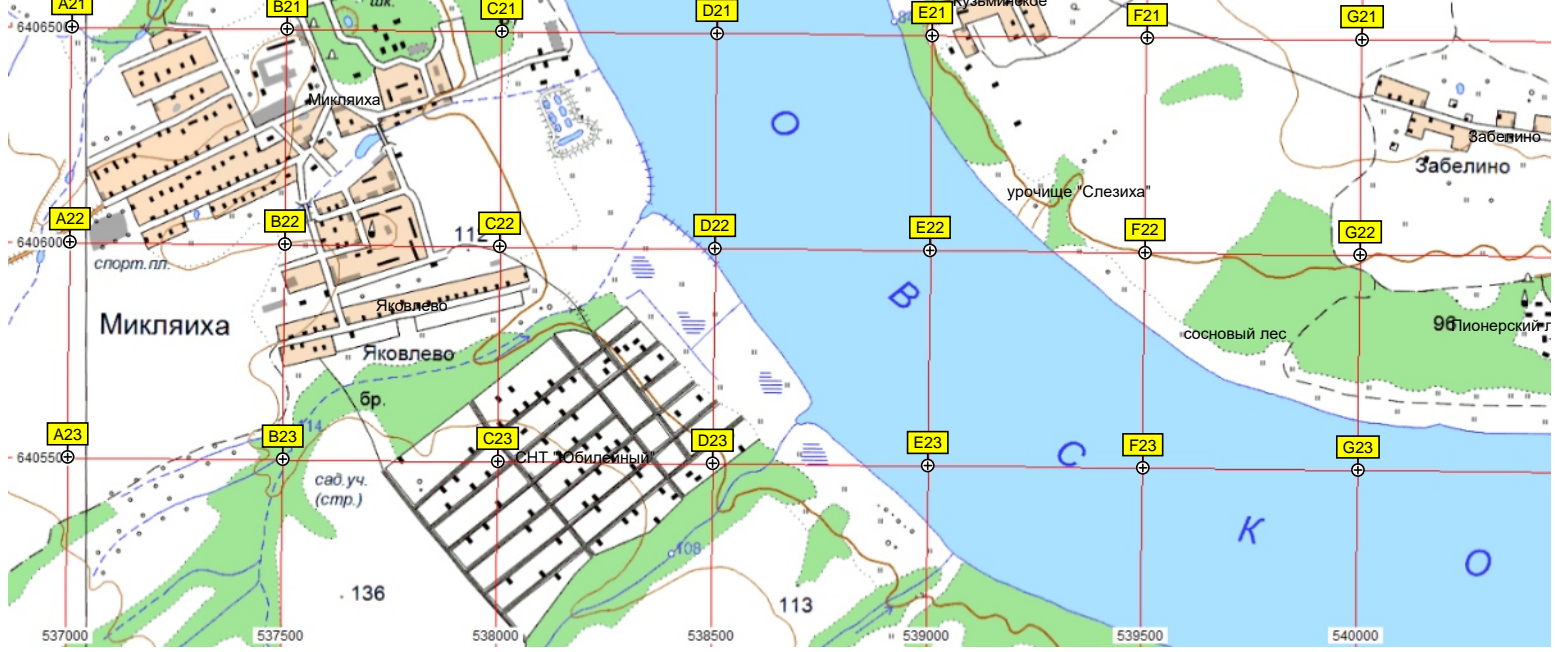 A21
B21
C21
D21
E21
F21
G21
шк.
Кузьминское
6406500
О
Микляиха
Забелино
Забелино
урочище "Слезиха"
A22
B22
C22
D22
E22
F22
G22
112
640600
спорт.пл.
В
Яковлево
Микляиха
Яковлево
сосновый лес
96
Пионерский л
бр.
114
A23
B23
C23
D23
E23
F23
G23
640550
СНТ "Юбилейный"
С
сад.уч.
(стр.)
К
108
О
136
113
537000
537500
538000
538500
539000
539500
540000